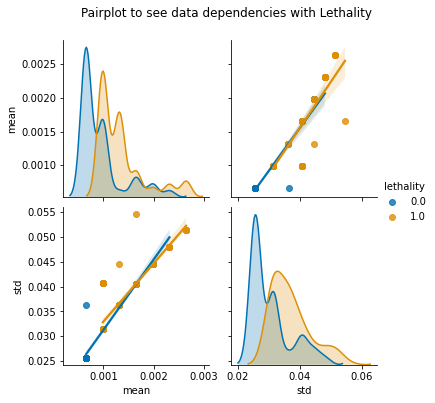 Pairplot to see data dependencies with Lethality
0.0025
0.0020
0.0015
0.0010
mean
lethality
0.0
1.0
0.055
0.050
0.045
0.040
0.035
0.030
0.025
std
0.001 0.002 0.003
mean
0.02 0.04 0.06
std